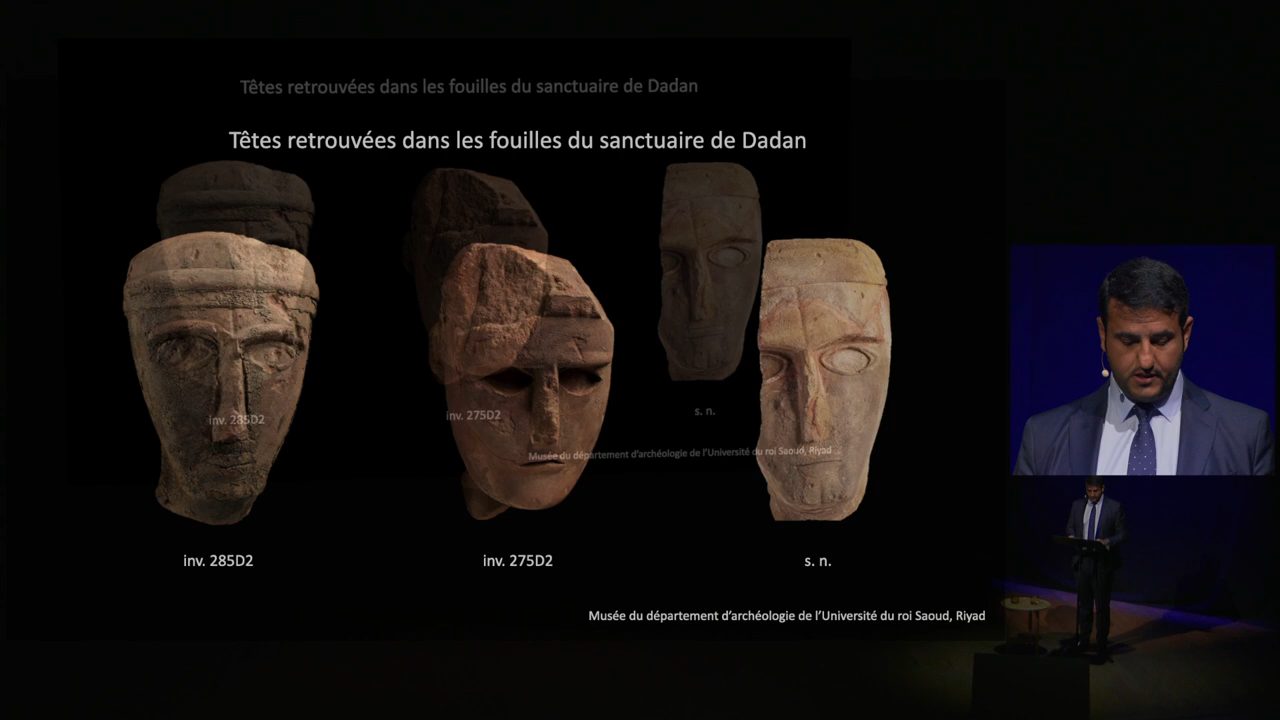 Têtes retrouvées dans les fouilles du sanctuaire de Dadan
Têtes retrouvées dans les fouilles du sanctuaire de Dadan
inv. 285D2
inv. 275D2
s. n.
Musée du département d'archéologie de l'Université du roi Saoud, Riyad
inv. 285D2
inv. 275D2
s. n.
Musée du département d'archéologie de l'Université du roi Saoud, Riyad